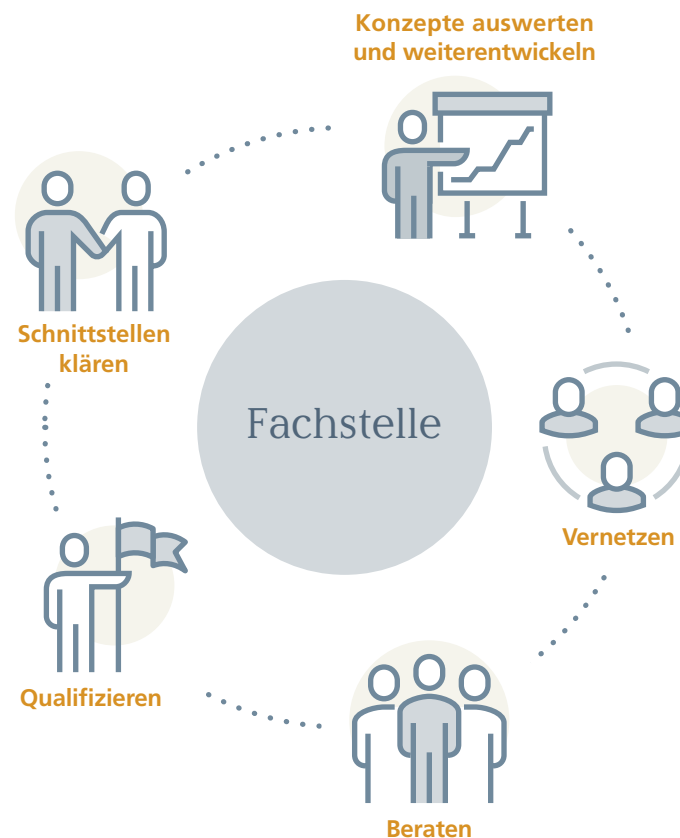 Konzepte auswerten
und weiterentwickeln
Schnittstellen
klären
Fachstelle
Vernetzen
Qualifizieren
Beraten